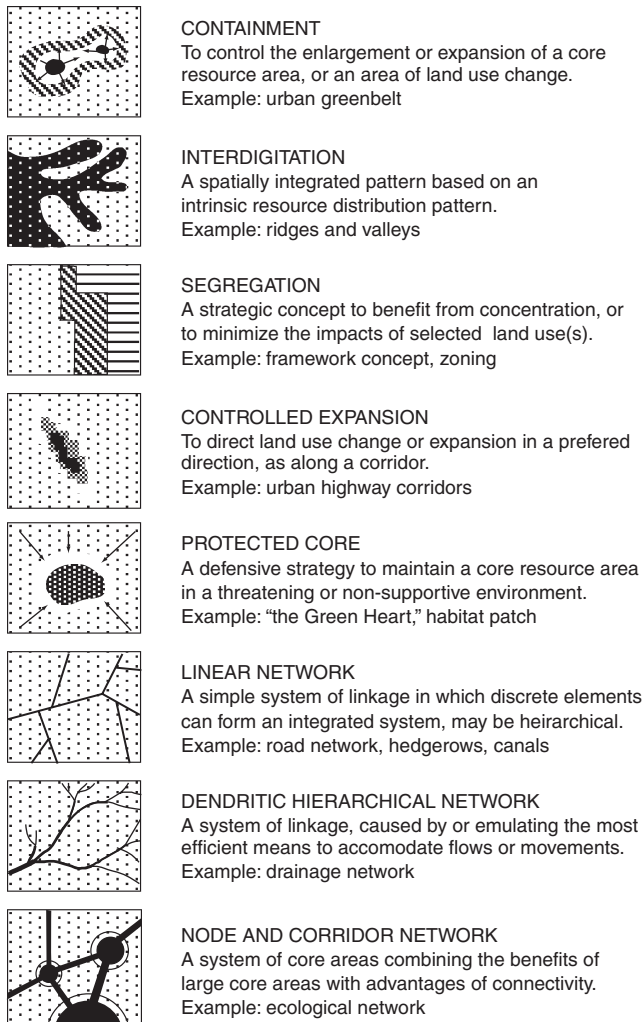 CONTAINMENT
To control the enlargement or expansion of a core
resource area, or an area of land use change.
Example: urban greenbelt
INTERDIGITATION
A spatially integrated pattern based on an
intrinsic resource distribution pattern.
Example: ridges and valleys
SEGREGATION
A strategic concept to benefit from concentration, or
to minimize the impacts of selected land use(s).
Example: framework concept, zoning
CONTROLLED EXPANSION
To direct land use change or expansion in a prefered
direction, as along a corridor.
Example: urban highway corridors
PROTECTED CORE
A defensive strategy to maintain a core resource area
in a threatening or non-supportive environment.
Example: “the Green Heart,” habitat patch
LINEAR NETWORK
A simple system of linkage in which discrete elements
can form an integrated system, may be heirarchical.
Example: road network, hedgerows, canals
DENDRITIC HIERARCHICAL NETWORK
A system of linkage, caused by or emulating the most
efficient means to accomodate flows or movements.
Example: drainage network
NODE AND CORRIDOR NETWORK
A system of core areas combining the benefits of
large core areas with advantages of connectivity.
Example: ecological network